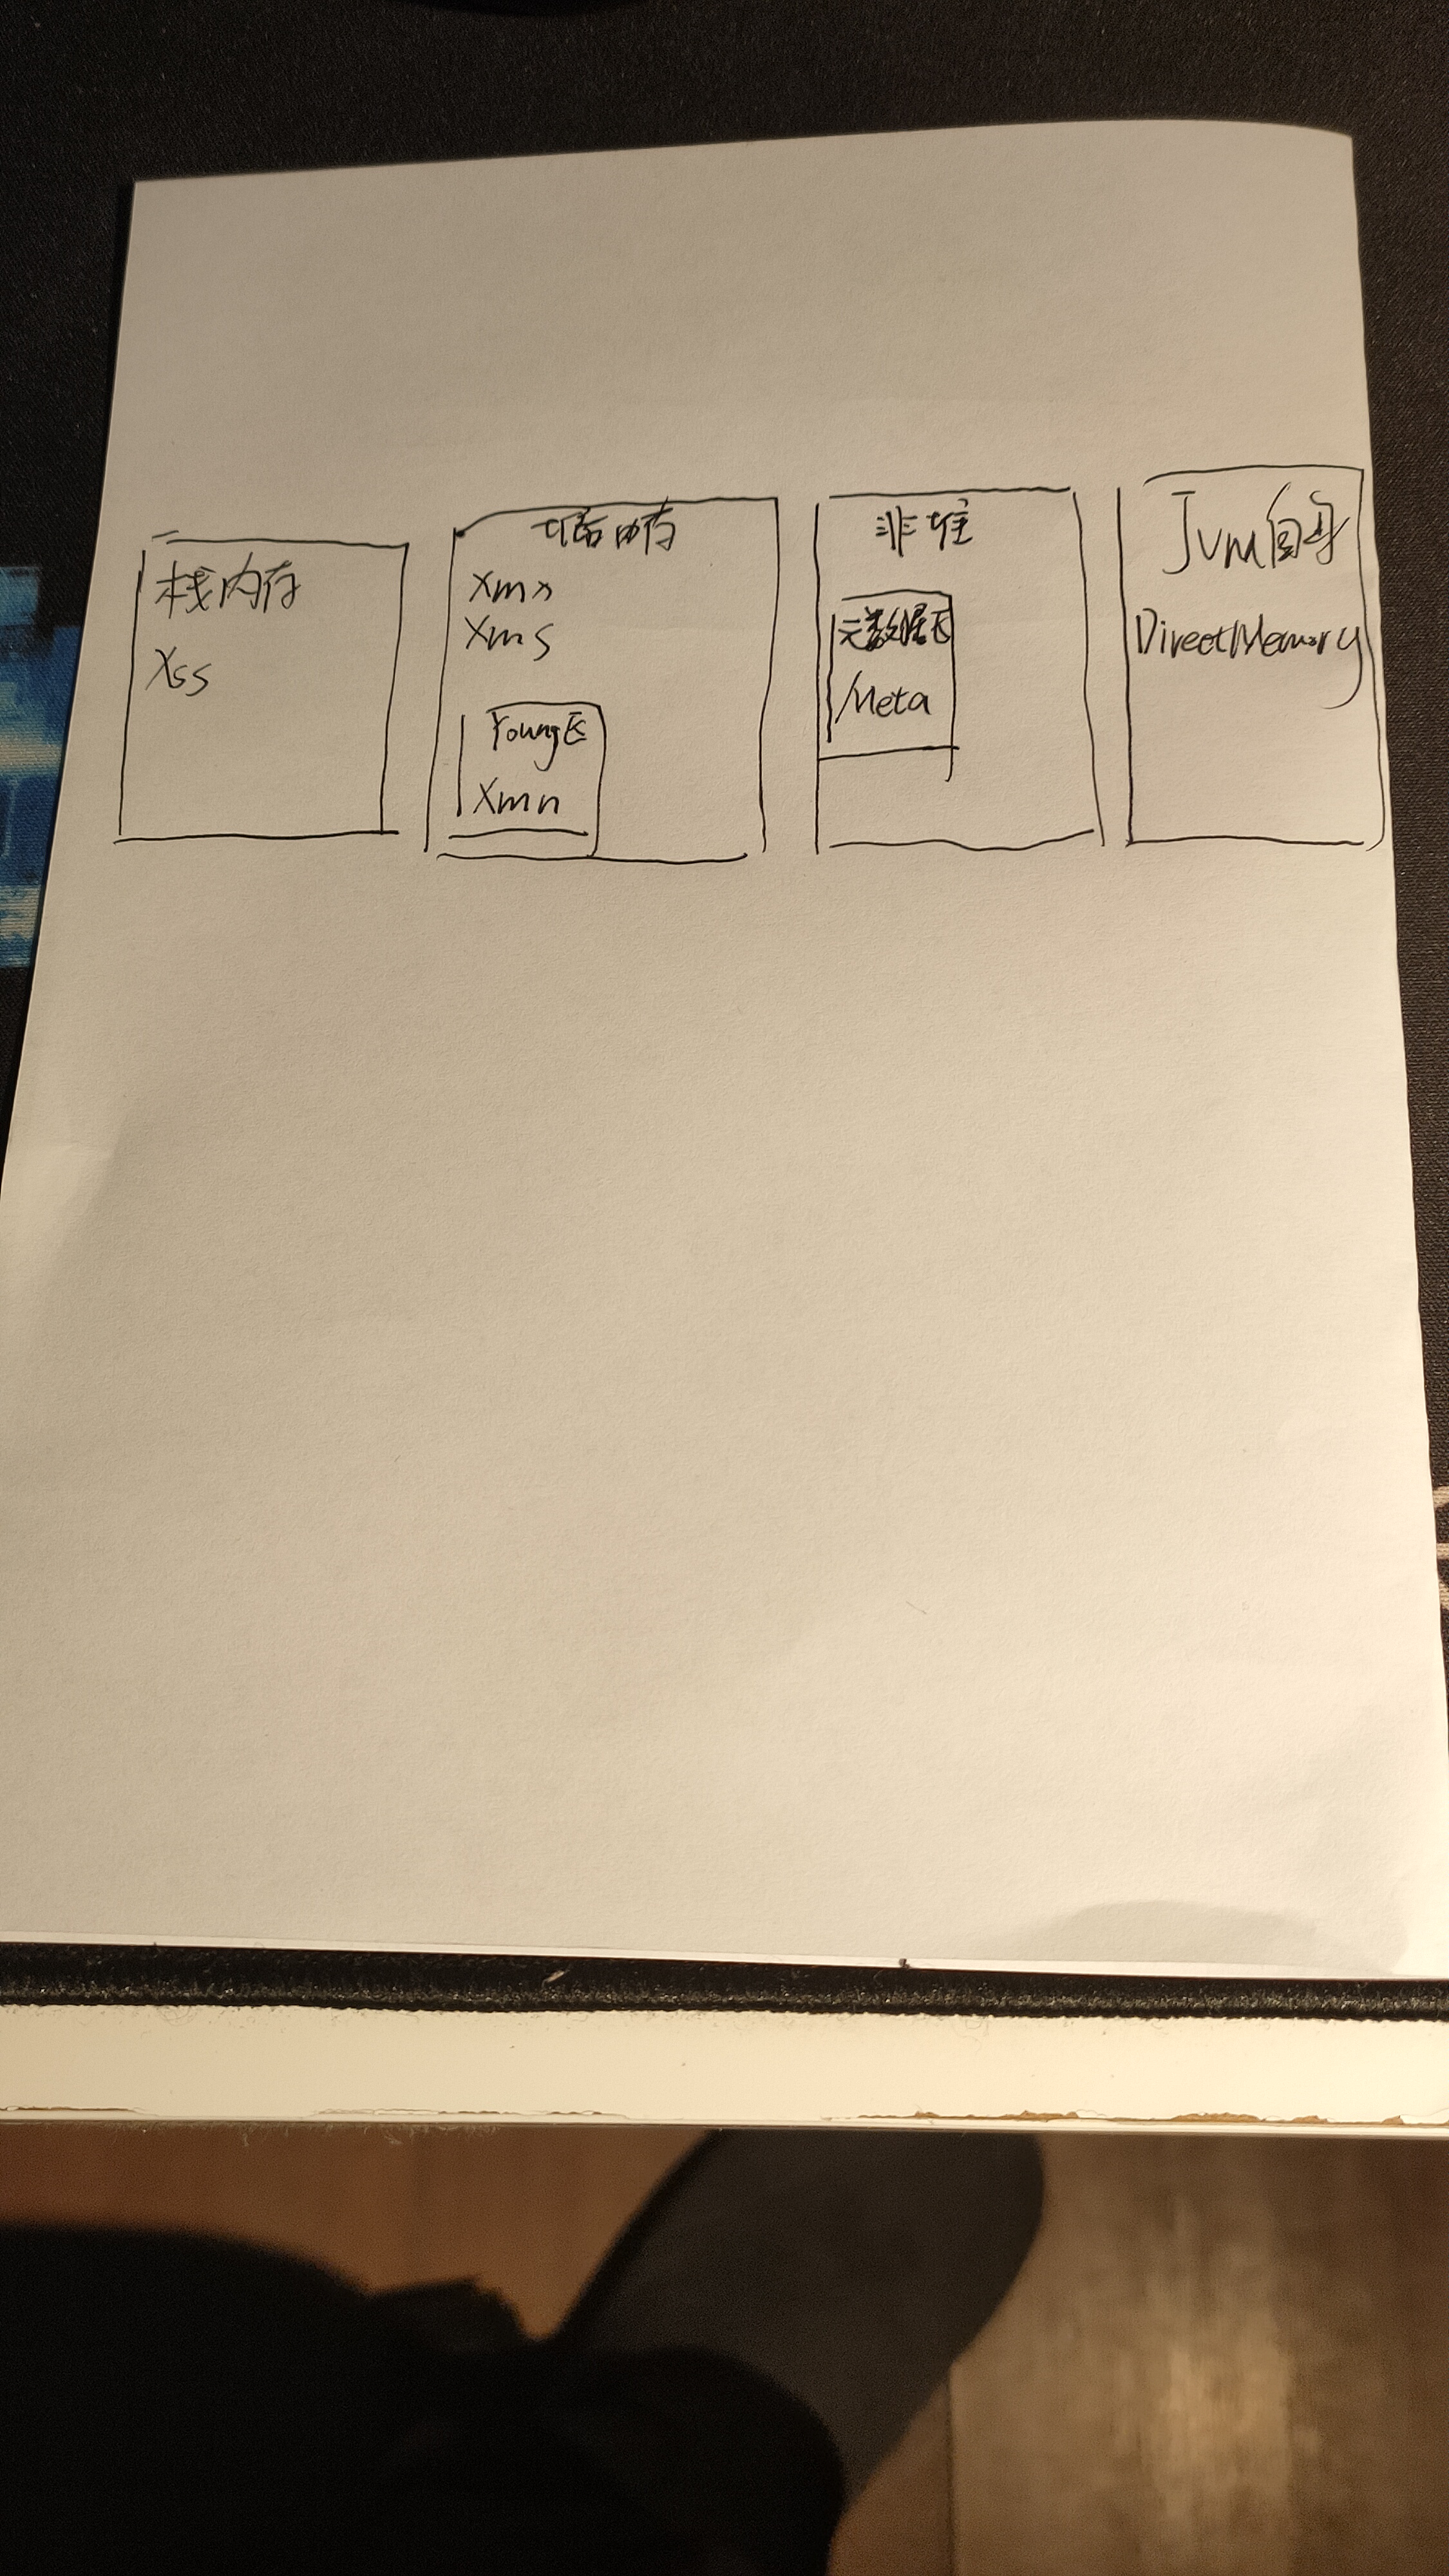 栈内存
Xss
堆内存
Xmx
Xms
Young区
Xmn
非堆
元数据区
Meta
Jvm自身
DirectMemory